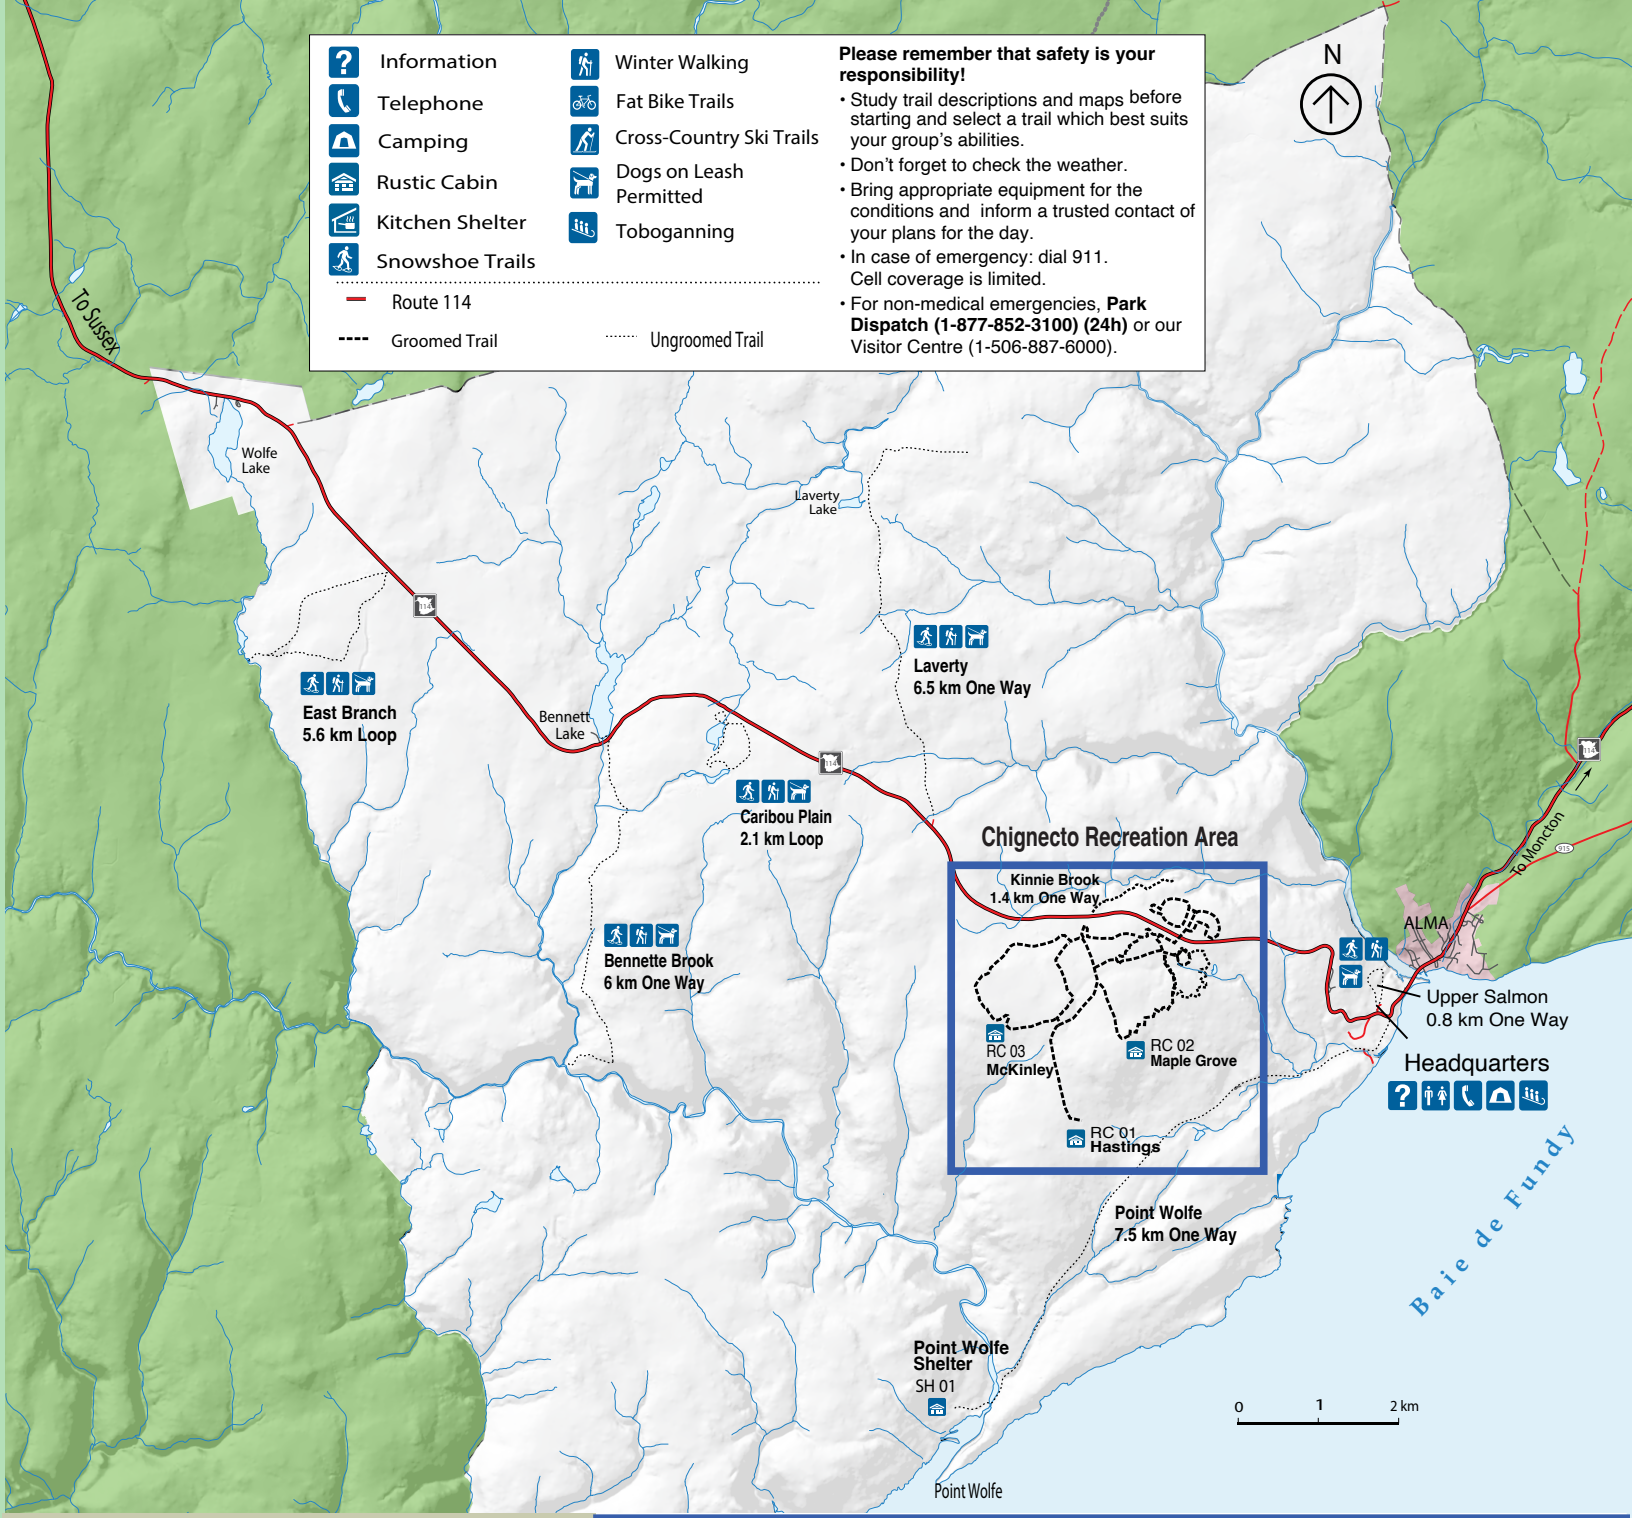 Information
Telephone
Camping
Rustic Cabin
Kitchen Shelter
Snowshoe Trails
Winter Walking
Fat Bike Trails
Cross-Country Ski Trails
Dogs on Leash
Permitted
Toboganning
Route 114
Groomed Trail
Ungroomed Trail
Please remember that safety is your
responsibility!
• Study trail descriptions and maps before
starting and select a trail which best suits
your group's abilities.
• Don't forget to check the weather.
• Bring appropriate equipment for the
conditions and inform a trusted contact of
your plans for the day.
• In case of emergency: dial 911.
Cell coverage is limited.
• For non-medical emergencies, Park
Dispatch (1-877-852-3100) (24h) or our
Visitor Centre (1-506-887-6000).
N
To Sussex
Wolfe
Lake
Laverty
Lake
114
Laverty
6.5 km One Way
East Branch
5.6 km Loop
Bennett
Lake
114
114
Caribou Plain
2.1 km Loop
Chignecto Recreation Area
To Moncton
915
Kinnie Brook
1.4 km One Way
ALMA
Bennette Brook
6 km One Way
Upper Salmon
0.8 km One Way
RC 03
McKinley
RC 02
Maple Grove
Headquarters
RC 01
Hastings
Point Wolfe
7.5 km One Way
Baie de Fundy
Point Wolfe
Shelter
SH 01
0 1 2 km
Point Wolfe